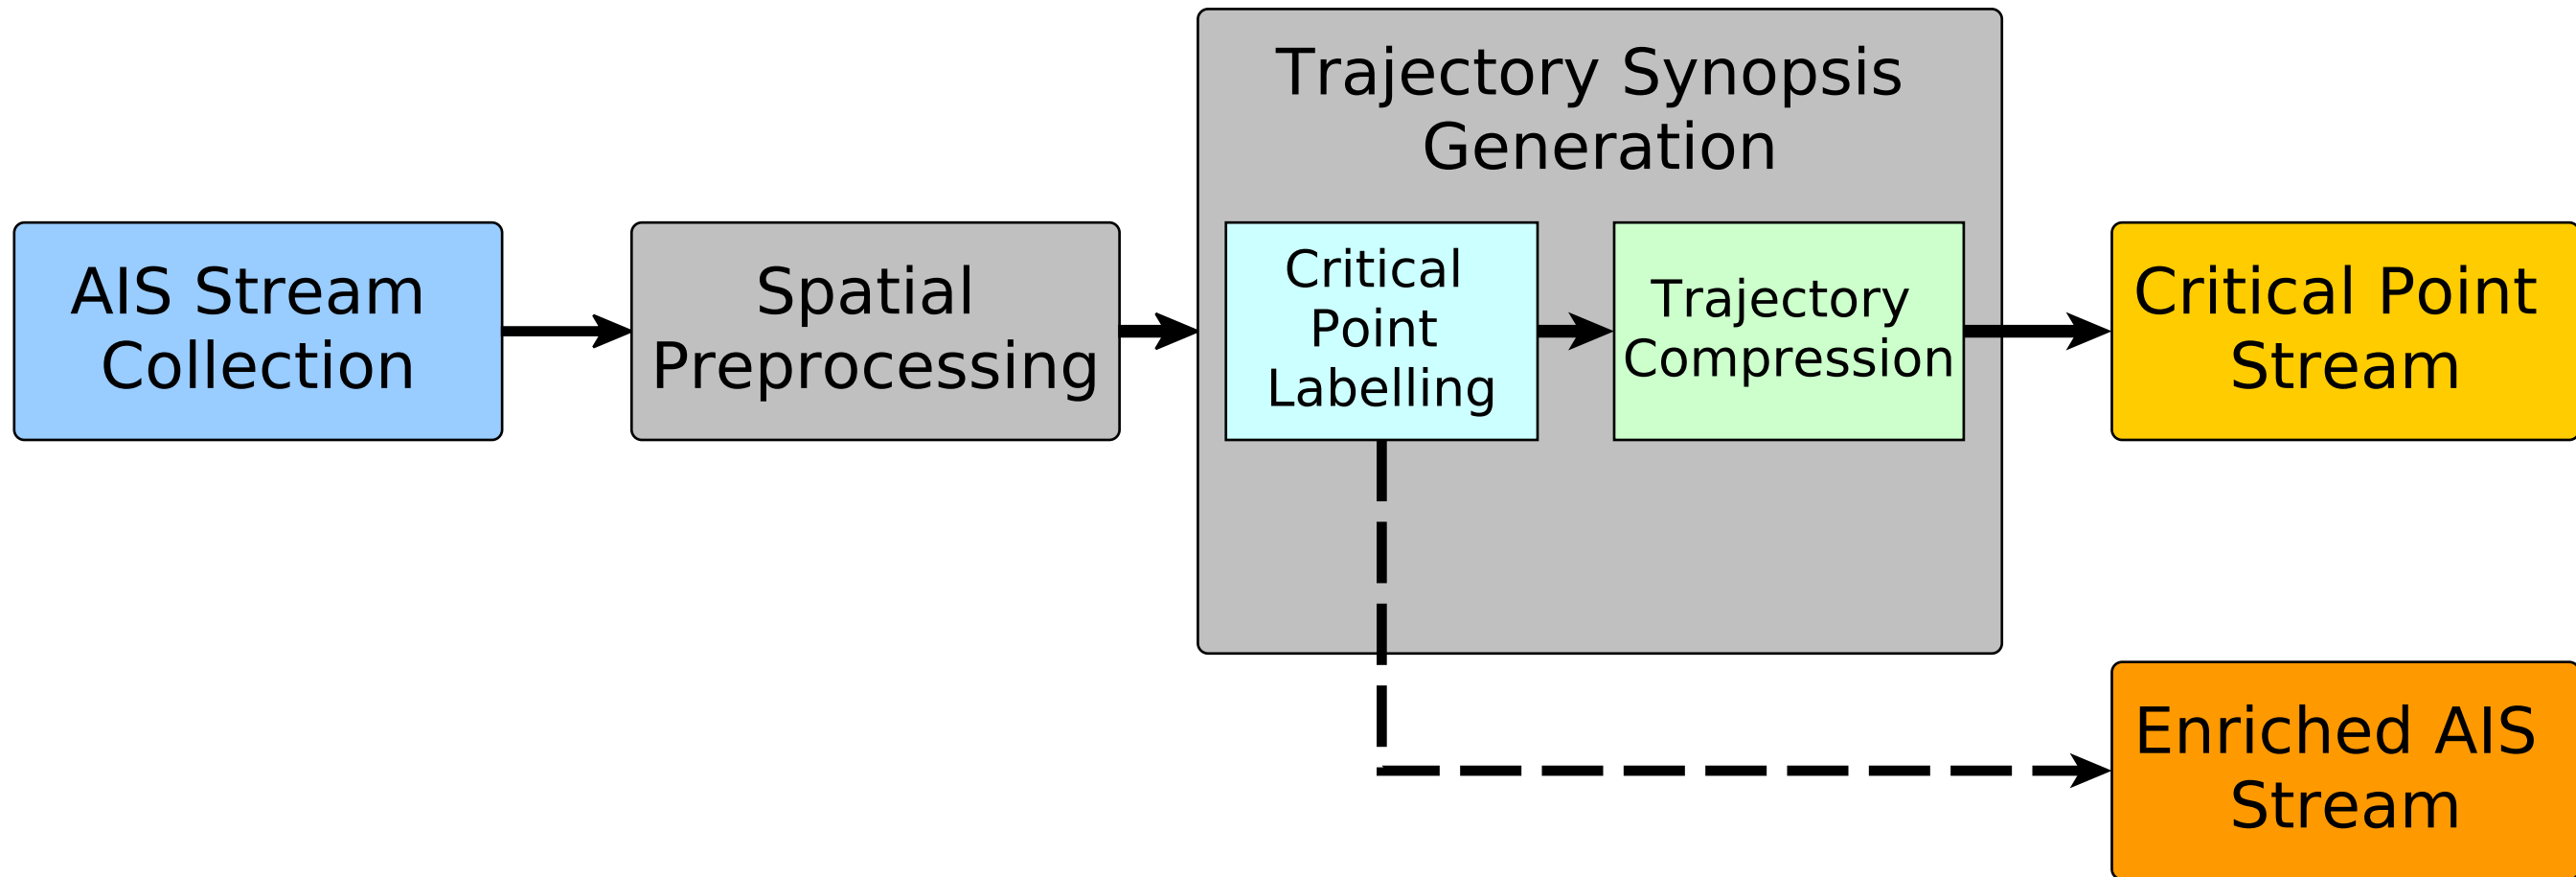 AIS Stream
Collection
Spatial
Preprocessing
Trajectory Synopsis
Generation
Critical
Point
Labelling
Trajectory
Compression
Critical Point
Stream
Enriched AIS
Stream